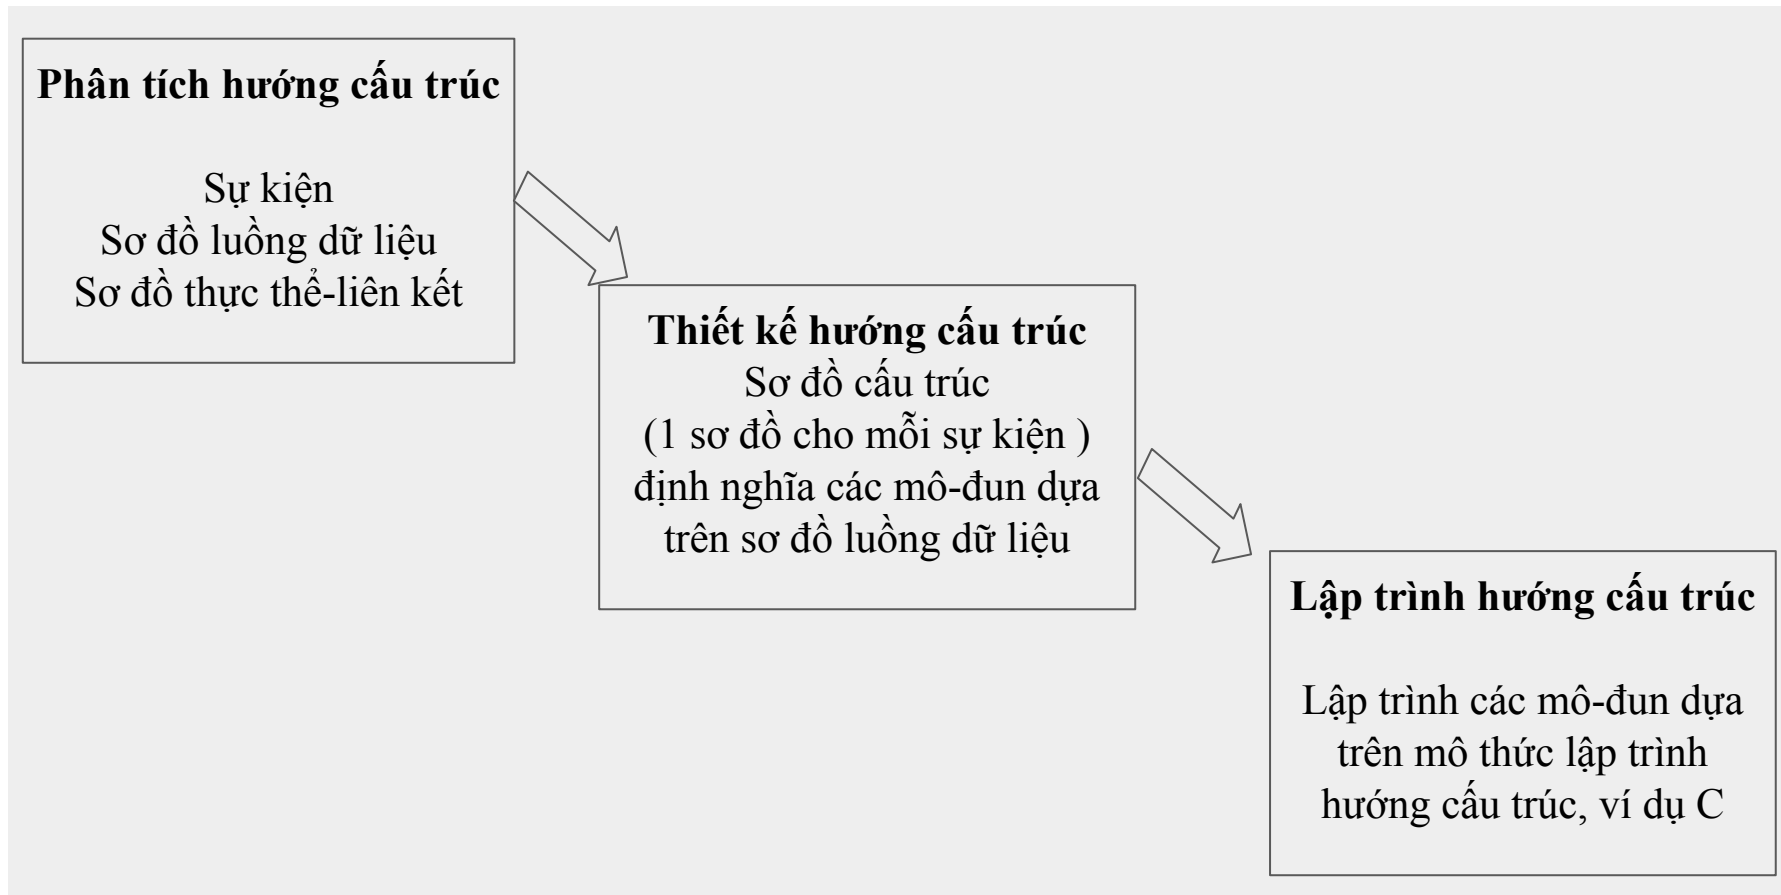 Phân tích hướng cấu trúc
Sự kiện
Sơ đồ luồng dữ liệu
Sơ đồ thực thể-liên kết
Thiết kế hướng cấu trúc
Sơ đồ cấu trúc
(1 sơ đồ cho mỗi sự kiện )
định nghĩa các mô-đun dựa
trên sơ đồ luồng dữ liệu
Lập trình hướng cấu trúc
Lập trình các mô-đun dựa
trên mô thức lập trình
hướng cấu trúc, ví dụ C